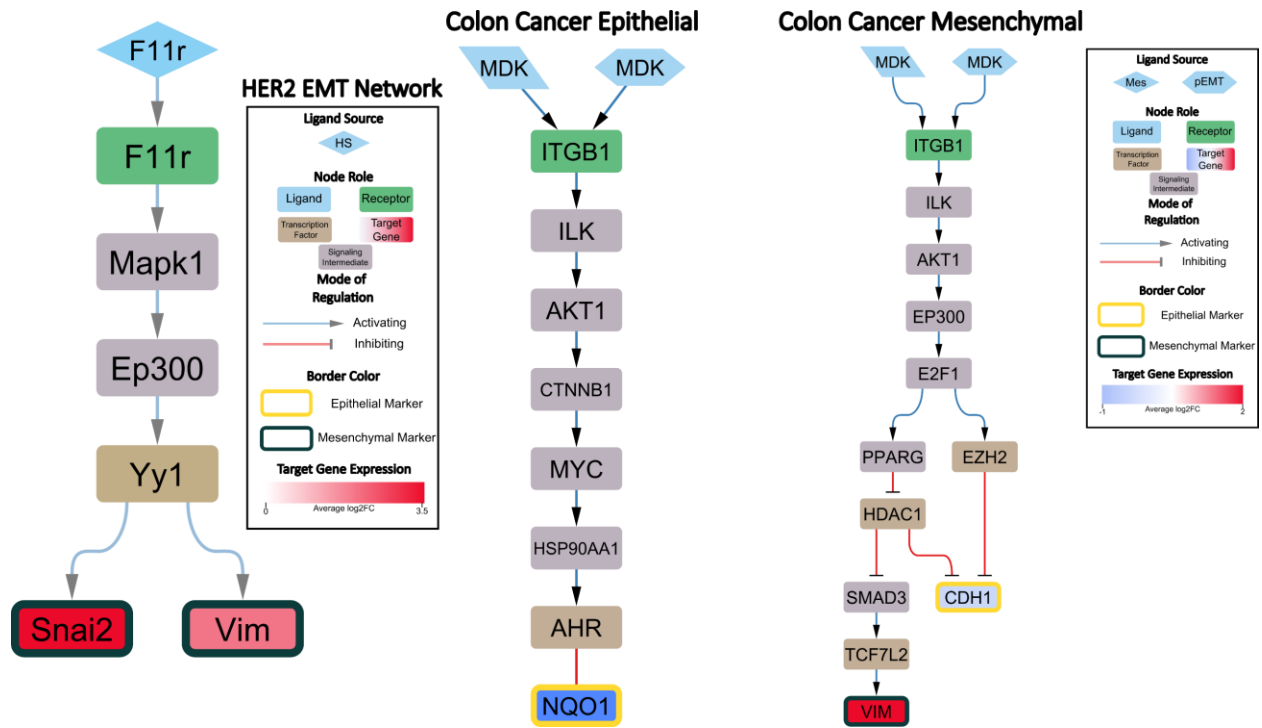 F11r
F11r
Mapk1
Ep300
Yy1
Snai2
Vim
HER2 EMT Network
Ligand Source
HS
Node Role
Ligand
Receptor
Transcription
Factor
Target
Gene
Signaling
Intermediate
Mode of
Regulation
Activating
Inhibiting
Border Color
Epithelial Marker
Mesenchymal Marker
Target Gene Expression
0
Average log2FC
3.5
Colon Cancer Epithelial
MDK
MDK
ITGB1
ILK
AKT1
CTNNB1
MYC
HSP90AA1
AHR
NQO1
Colon Cancer Mesenchymal
MDK
MDK
ITGB1
ILK
AKT1
EP300
E2F1
PPARG
EZH2
HDAC1
SMAD3
CDH1
TCF7L2
VIM
Ligand Source
Mes
pEMT
Node Role
Ligand
Receptor
Transcription
Factor
Target
Gene
Signaling
Intermediate
Mode of
Regulation
Activating
Inhibiting
Border Color
Epithelial Marker
Mesenchymal Marker
Target Gene Expression
-1
Average log2FC
2